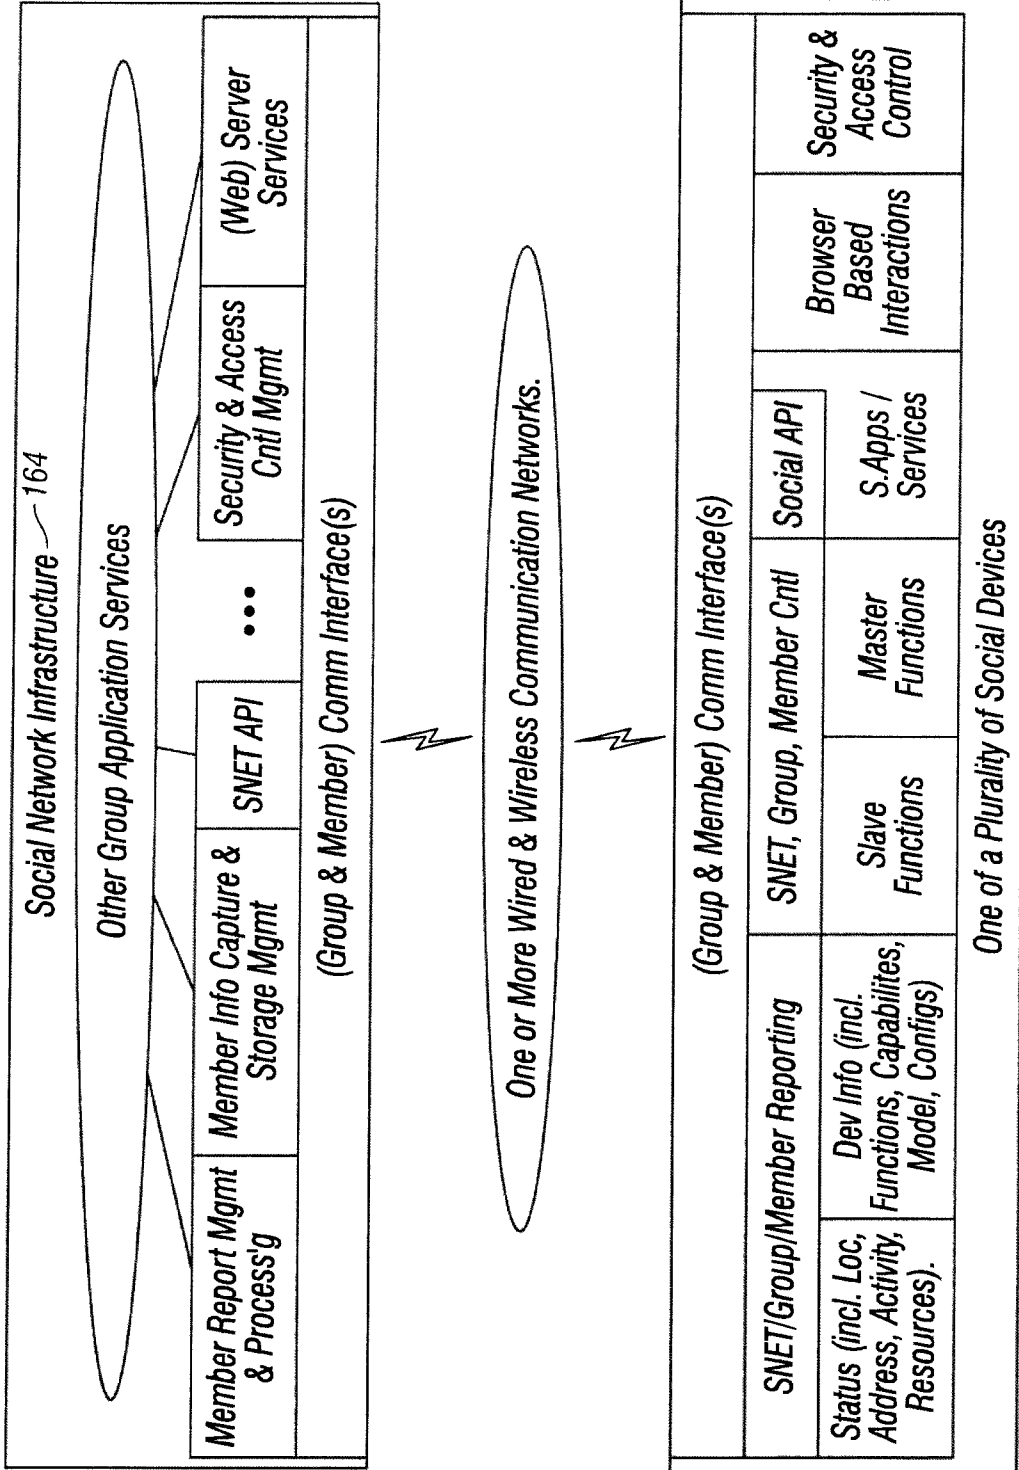 Social Network Infrastructure 164
Other Group Application Services
Member Report Mgmt
& Process'g
Member Info Capture &
Storage Mgmt
SNET API
•••
Security & Access
Cntl Mgmt
(Web) Server
Services
(Group & Member) Comm Interface(s)
One or More Wired & Wireless Communication Networks.
(Group & Member) Comm Interface(s)
SNET/Group/Member Reporting
Status (incl. Loc,
Address, Activity,
Resources).
Dev Info (incl.
Functions, Capabilites,
Model, Configs)
SNET, Group, Member Cntl
Slave
Functions
Master
Functions
Social API
S.Apps /
Services
Browser
Based
Interactions
Security &
Access
Control
One of a Plurality of Social Devices